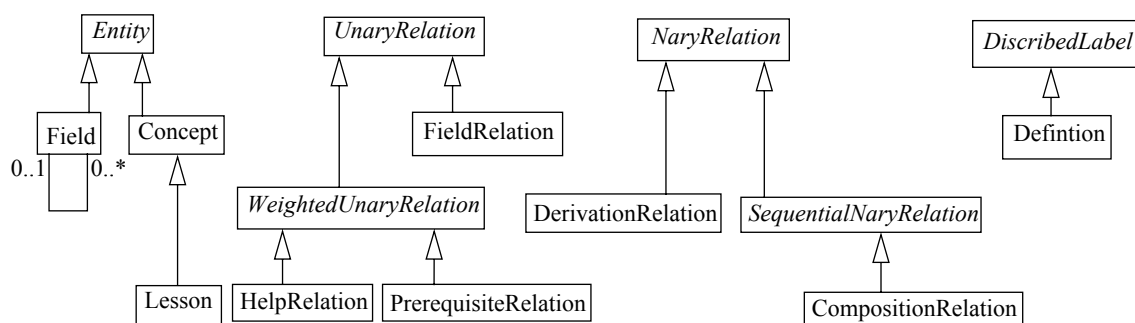 Entity
UnaryRelation
NaryRelation
DiscribedLabel
Field
Concept
FieldRelation
Defintion
0..1
0..*
WeightedUnaryRelation
DerivationRelation
SequentialNaryRelation
Lesson
HelpRelation
PrerequisiteRelation
CompositionRelation